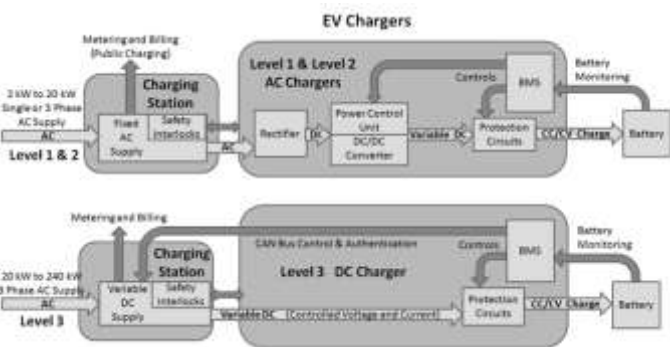 EV Chargers
Metering and Billing
(Public Charging)
Level 1 & Level 2
AC Chargers
Charging
Station
2 kW to 20 kW
Single or 3 Phase
AC Supply
AC
Level 1 & 2
Fixed
AC
Supply
Safety
Interlocks
AC
Rectifier
DC
Power Control
Unit
DC/DC
Converter
Variable DC
Controls
BMS
Protection
Circuits
CC/CV Charge
Battery
Monitoring
Battery
Metering and Billing
CAN Bus Control & Authentication
Charging
Station
Level 3 DC Charger
20 kW to 240 kW
3 Phase AC Supply
AC
Level 3
Variable
DC
Supply
Safety
Interlocks
Variable DC (Controlled Voltage and Current)
Controls
BMS
Protection
Circuits
CC/CV Charge
Battery
Monitoring
Battery